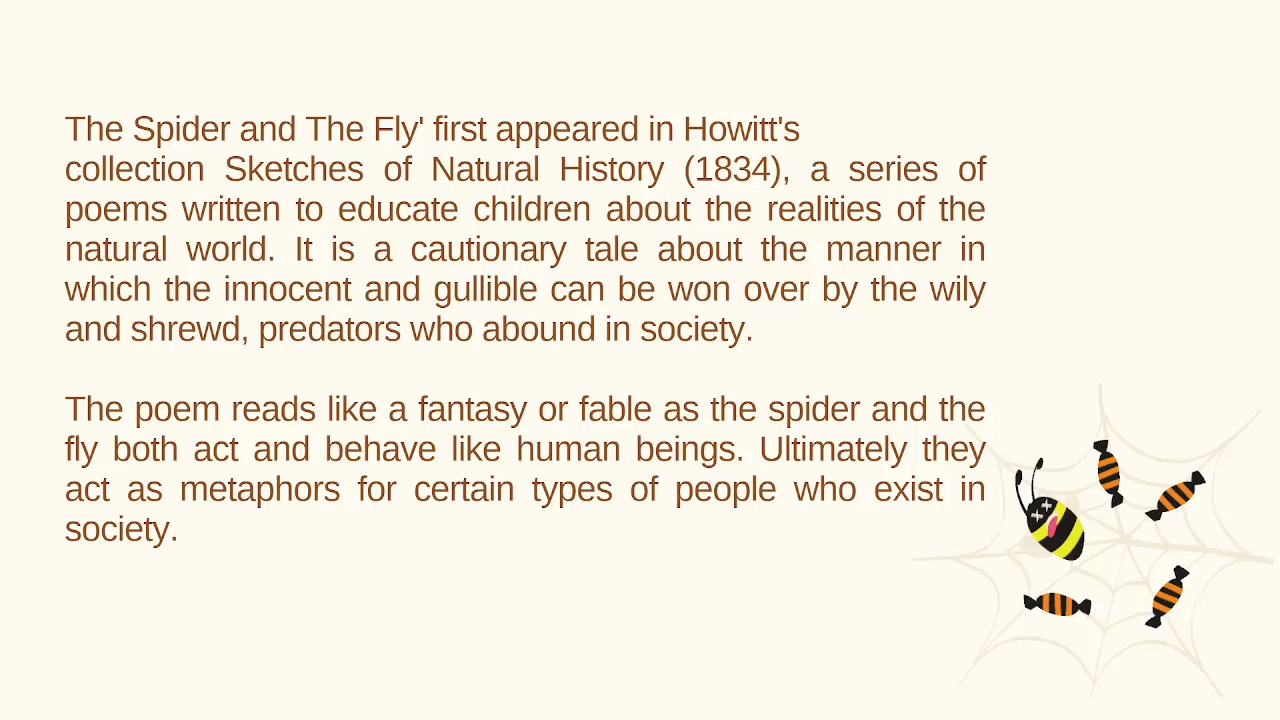 The Spider and The Fly' first appeared in Howitt's
collection Sketches of Natural History (1834), a series of
poems written to educate children about the realities of the
natural world. It is a cautionary tale about the manner in
which the innocent and gullible can be won over by the wily
and shrewd, predators who abound in society.
The poem reads like a fantasy or fable as the spider and the
fly both act and behave like human beings. Ultimately they
act as metaphors for certain types of people who exist in
society.